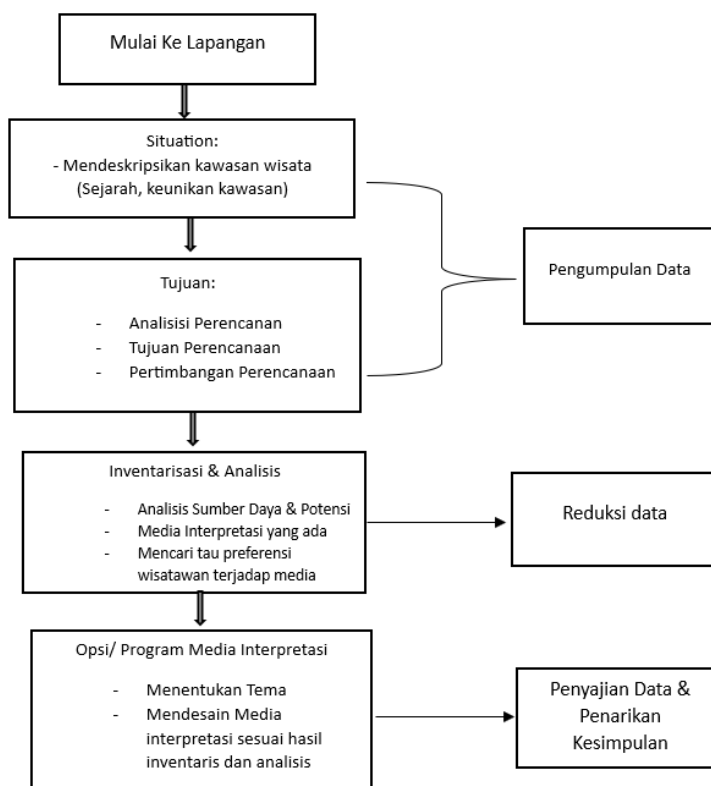 Mulai Ke Lapangan
Situation:
- Mendeskripsikan kawasan wisata
(Sejarah, keunikan kawasan)
Pengumpulan Data
Tujuan:
- Analisisi Perencanan
- Tujuan Perencanaan
- Pertimbangan Perencanaan
Inventarisasi & Analisis
- Analisis Sumber Daya & Potensi
- Media Interpretasi yang ada
- Mencari tau preferensi
wisatawan terjadap media
Reduksi data
Opsi/ Program Media Interpretasi
- Menentukan Tema
- Mendesain Media
interpretasi sesuai hasil
inventaris dan analisis
Penyajian Data &
Penarikan
Kesimpulan